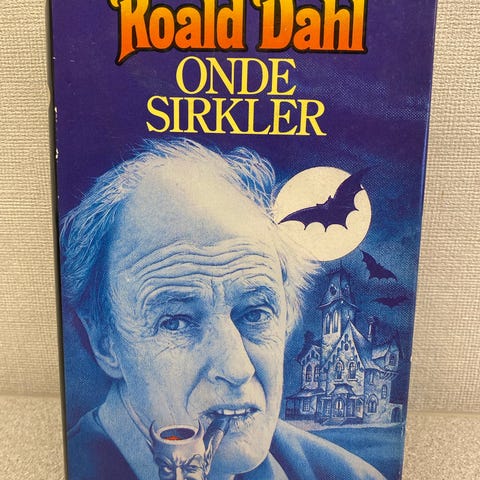 Roald Dahl
ONDE
SIRKLER